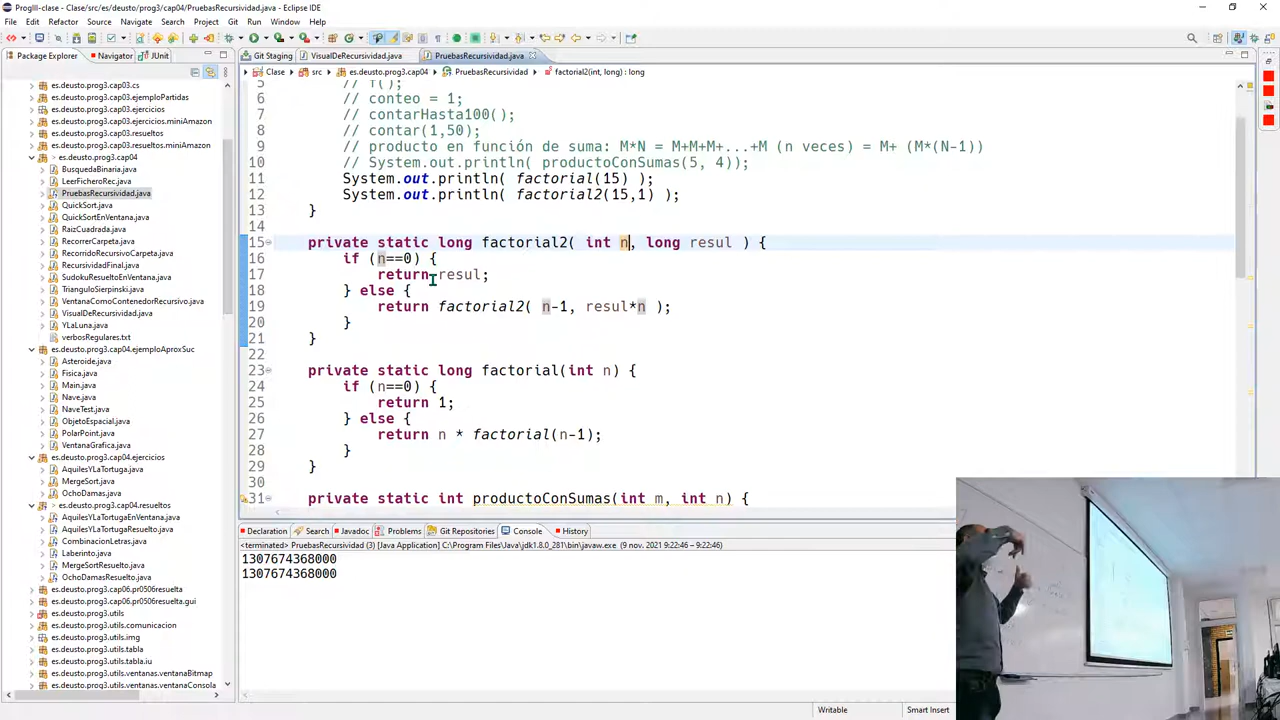 ProgIII-clase - Clase/src/es/deusto/prog3/cap04/PruebasRecursividad.java - Eclipse IDE
File Edit Refactor Source Navigate Search Project Git Run Window Help
Package Explorer Navigator JUnit
es.deusto.prog3.cap03.cs
es.deusto.prog3.cap03.ejemploPartidas
es.deusto.prog3.cap03.ejercicios
es.deusto.prog3.cap03.ejercicios.miniAmazon
es.deusto.prog3.cap03.resueltos
es.deusto.prog3.cap03.resueltos.miniAmazon
> es.deusto.prog3.cap04
BusquedaBinaria.java
LeerFicheroRec.java
PruebasRecursividad.java
QuickSort.java
QuickSortEnVentana.java
RaizCuadrada.java
RecorrerCarpeta.java
RecorridoRecursivoCarpeta.java
RecursividadFinal.java
SudokuResueltoEnVentana.java
TrianguloSierpinski.java
VentanaComoContenedorRecursivo.java
VisualDeRecursividad.java
YLaLuna.java
verbosRegulares.txt
es.deusto.prog3.cap04.ejemploAproxSuc
Asteroide.java
Fisica.java
Main.java
Nave.java
NaveTest.java
ObjetoEspacial.java
PolarPoint.java
VentanaGrafica.java
es.deusto.prog3.cap04.ejercicios
AquilesYLaTortuga.java
MergeSort.java
OchoDamas.java
es.deusto.prog3.cap04.resueltos
AquilesYLaTortugaEnVentana.java
AquilesYLaTortugaResuelto.java
CombinacionLetras.java
Laberinto.java
MergeSortResuelto.java
OchoDamasResuelto.java
es.deusto.prog3.cap06.pr0506resuelta
es.deusto.prog3.cap06.pr0506resuelta.gui
es.deusto.prog3.utils
es.deusto.prog3.utils.comunicacion
es.deusto.prog3.utils.img
es.deusto.prog3.utils.tabla
es.deusto.prog3.utils.tabla.iu
es.deusto.prog3.utils.ventanas.ventanaBitmap
es.deusto.prog3.utils.ventanas.ventanaConsola
Git Staging VisualDeRecursividad.java PruebasRecursividad.java
Clase src es.deusto.prog3.cap04 PruebasRecursividad factorial2(int, long) : long
5 // f();
6 // conteo = 1;
7 // contarHasta100();
8 // contar(1,50);
9 // producto en función de suma: M*N = M+M+M+...+M (n veces) = M+ (M*(N-1))
10 // System.out.println( productoConSumas(5, 4));
11 System.out.println( factorial(15) );
12 System.out.println( factorial2(15,1) );
13 }
14
15 private static long factorial2( int n, long resul ) {
16 if (n==0) {
17 return resul;
18 } else {
19 return factorial2( n-1, resul*n );
20 }
21 }
22
23 private static long factorial(int n) {
24 if (n==0) {
25 return 1;
26 } else {
27 return n * factorial(n-1);
28 }
29 }
30
31 private static int productoConSumas(int m, int n) {
Declaration Search Javadoc Problems Git Repositories Console History
<terminated> PruebasRecursividad (3) [Java Application] C:\Program Files\Java\jdk1.8.0_281\bin\javaw.exe (9 nov. 2021 9:22:46 – 9:22:46)
1307674368000
1307674368000
Writable Smart Insert